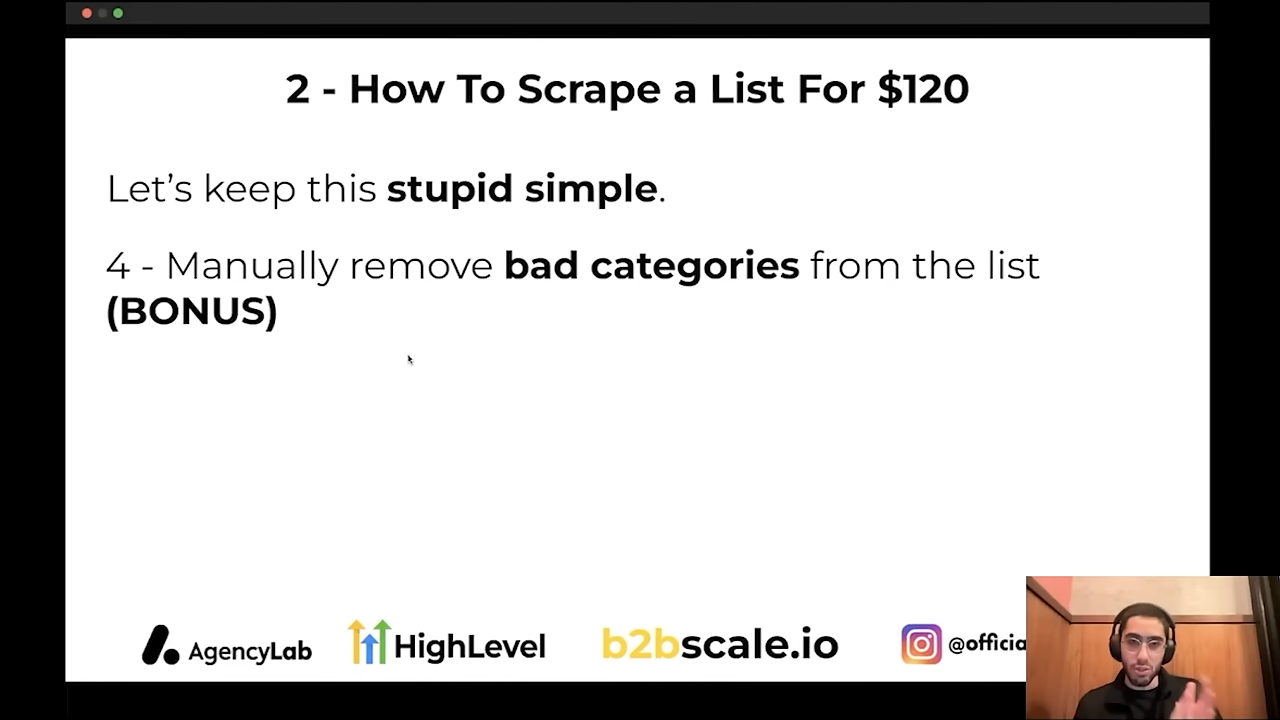 2 - How To Scrape a List For $120
Let's keep this stupid simple.
4 - Manually remove bad categories from the list
(BONUS)
AgencyLab
HighLevel
b2bscale.io
@officia